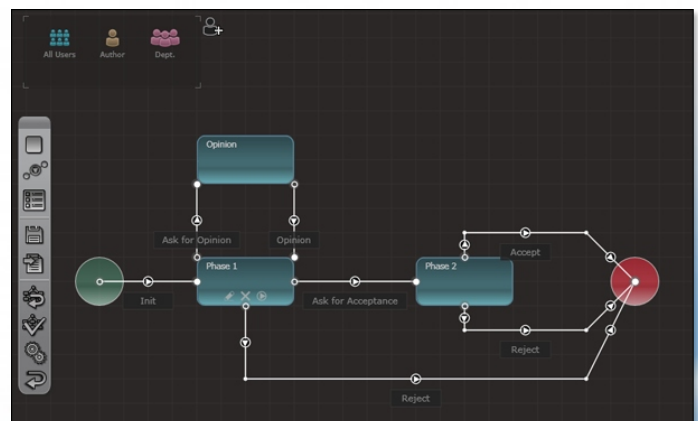 All Users
Author
Dept.
Opinion
Ask for Opinion
Opinion
Phase 1
Phase 2
Accept
Init
Ask for Acceptance
Reject
Reject